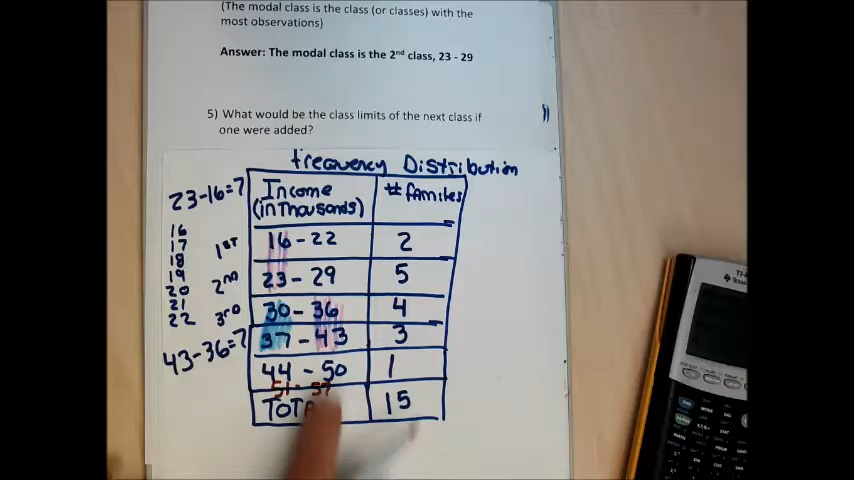 (The modal class is the class (or classes) with the
most observations)
Answer: The modal class is the 2nd class, 23 - 29
5) What would be the class limits of the next class if
one were added?
frequency Distribution
23-16=7
Income
(in Thousands)
# families
16
17
18
19
20
21
22
1ST
2nd
3rd
43-36=7
16 - 22 2
23 - 29 5
30 - 36 4
37 - 43 3
44 - 50 1
51 - 57
15